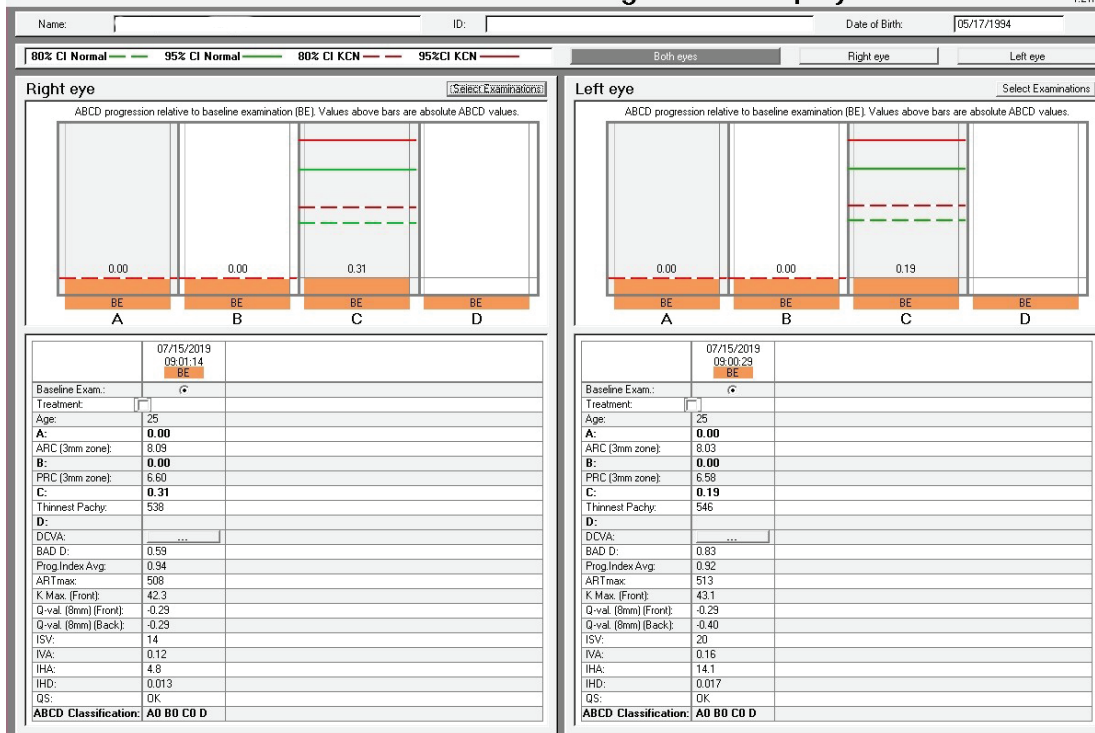 Name: ID: Date of Birth: 05/17/1994
80% CI Normal 95% CI Normal 80% CI KCN 95%CI KCN Both eyes Right eye Left eye
Right eye Select Examinations
ABCD progression relative to baseline examination (BE). Values above bars are absolute ABCD values.
0.00 0.00 0.31
BE BE BE BE
A B C D
07/15/2019
09:01:14
BE
Baseline Exam.:
Treatment:
Age: 25
A: 0.00
ARC (3mm zone): 8.09
B: 0.00
PRC (3mm zone): 6.60
C: 0.31
Thinnest Pachy: 538
D:
DCVA: ...
BAD D: 0.59
Prog.Index Avg: 0.94
ARTmax: 508
K Max. (Front): 42.3
Q-val. (8mm) (Front): -0.29
Q-val. (8mm) (Back): -0.29
ISV: 14
IVA: 0.12
IHA: 4.8
IHD: 0.013
QS: OK
ABCD Classification: A0 B0 C0 D
Left eye Select Examinations
ABCD progression relative to baseline examination (BE). Values above bars are absolute ABCD values.
0.00 0.00 0.19
BE BE BE BE
A B C D
07/15/2019
09:00:29
BE
Baseline Exam.:
Treatment:
Age: 25
A: 0.00
ARC (3mm zone): 8.03
B: 0.00
PRC (3mm zone): 6.58
C: 0.19
Thinnest Pachy: 546
D:
DCVA: ...
BAD D: 0.83
Prog.Index Avg: 0.92
ARTmax: 513
K Max. (Front): 43.1
Q-val. (8mm) (Front): -0.29
Q-val. (8mm) (Back): -0.40
ISV: 20
IVA: 0.16
IHA: 14.1
IHD: 0.017
QS: OK
ABCD Classification: A0 B0 C0 D